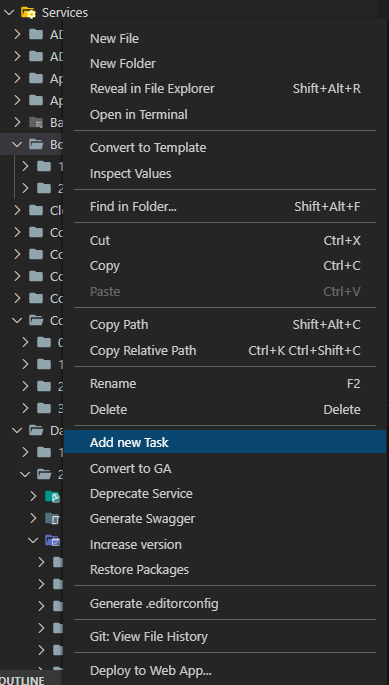 Services
AD
AD
Ap
Ap
Ba
Bo
1
2
Cl
Co
Co
Co
Co
Co
0
1
2
3
Da
1
2
New File
New Folder
Reveal in File Explorer Shift+Alt+R
Open in Terminal
Convert to Template
Inspect Values
Find in Folder... Shift+Alt+F
Cut Ctrl+X
Copy Ctrl+C
Paste Ctrl+V
Copy Path Shift+Alt+C
Copy Relative Path Ctrl+K Ctrl+Shift+C
Rename F2
Delete Delete
Add new Task
Convert to GA
Deprecate Service
Generate Swagger
Increase version
Restore Packages
Generate .editorconfig
Git: View File History
Deploy to Web App...
OUTLINE